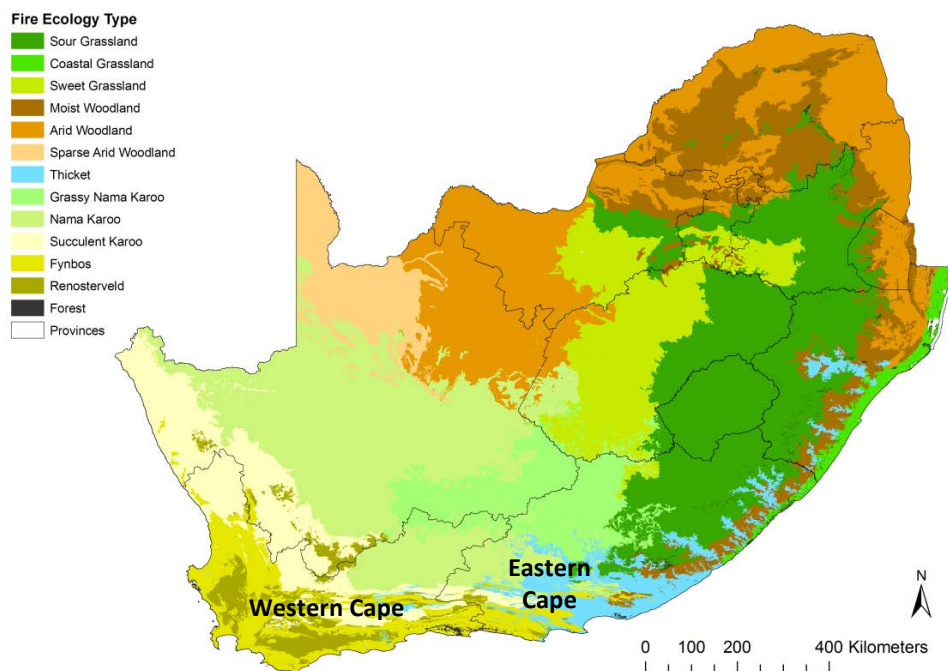 Fire Ecology Type
Sour Grassland
Coastal Grassland
Sweet Grassland
Moist Woodland
Arid Woodland
Sparse Arid Woodland
Thicket
Grassy Nama Karoo
Nama Karoo
Succulent Karoo
Fynbos
Renosterveld
Forest
Provinces
Eastern
Cape
Western Cape
N
0 100 200 400 Kilometers